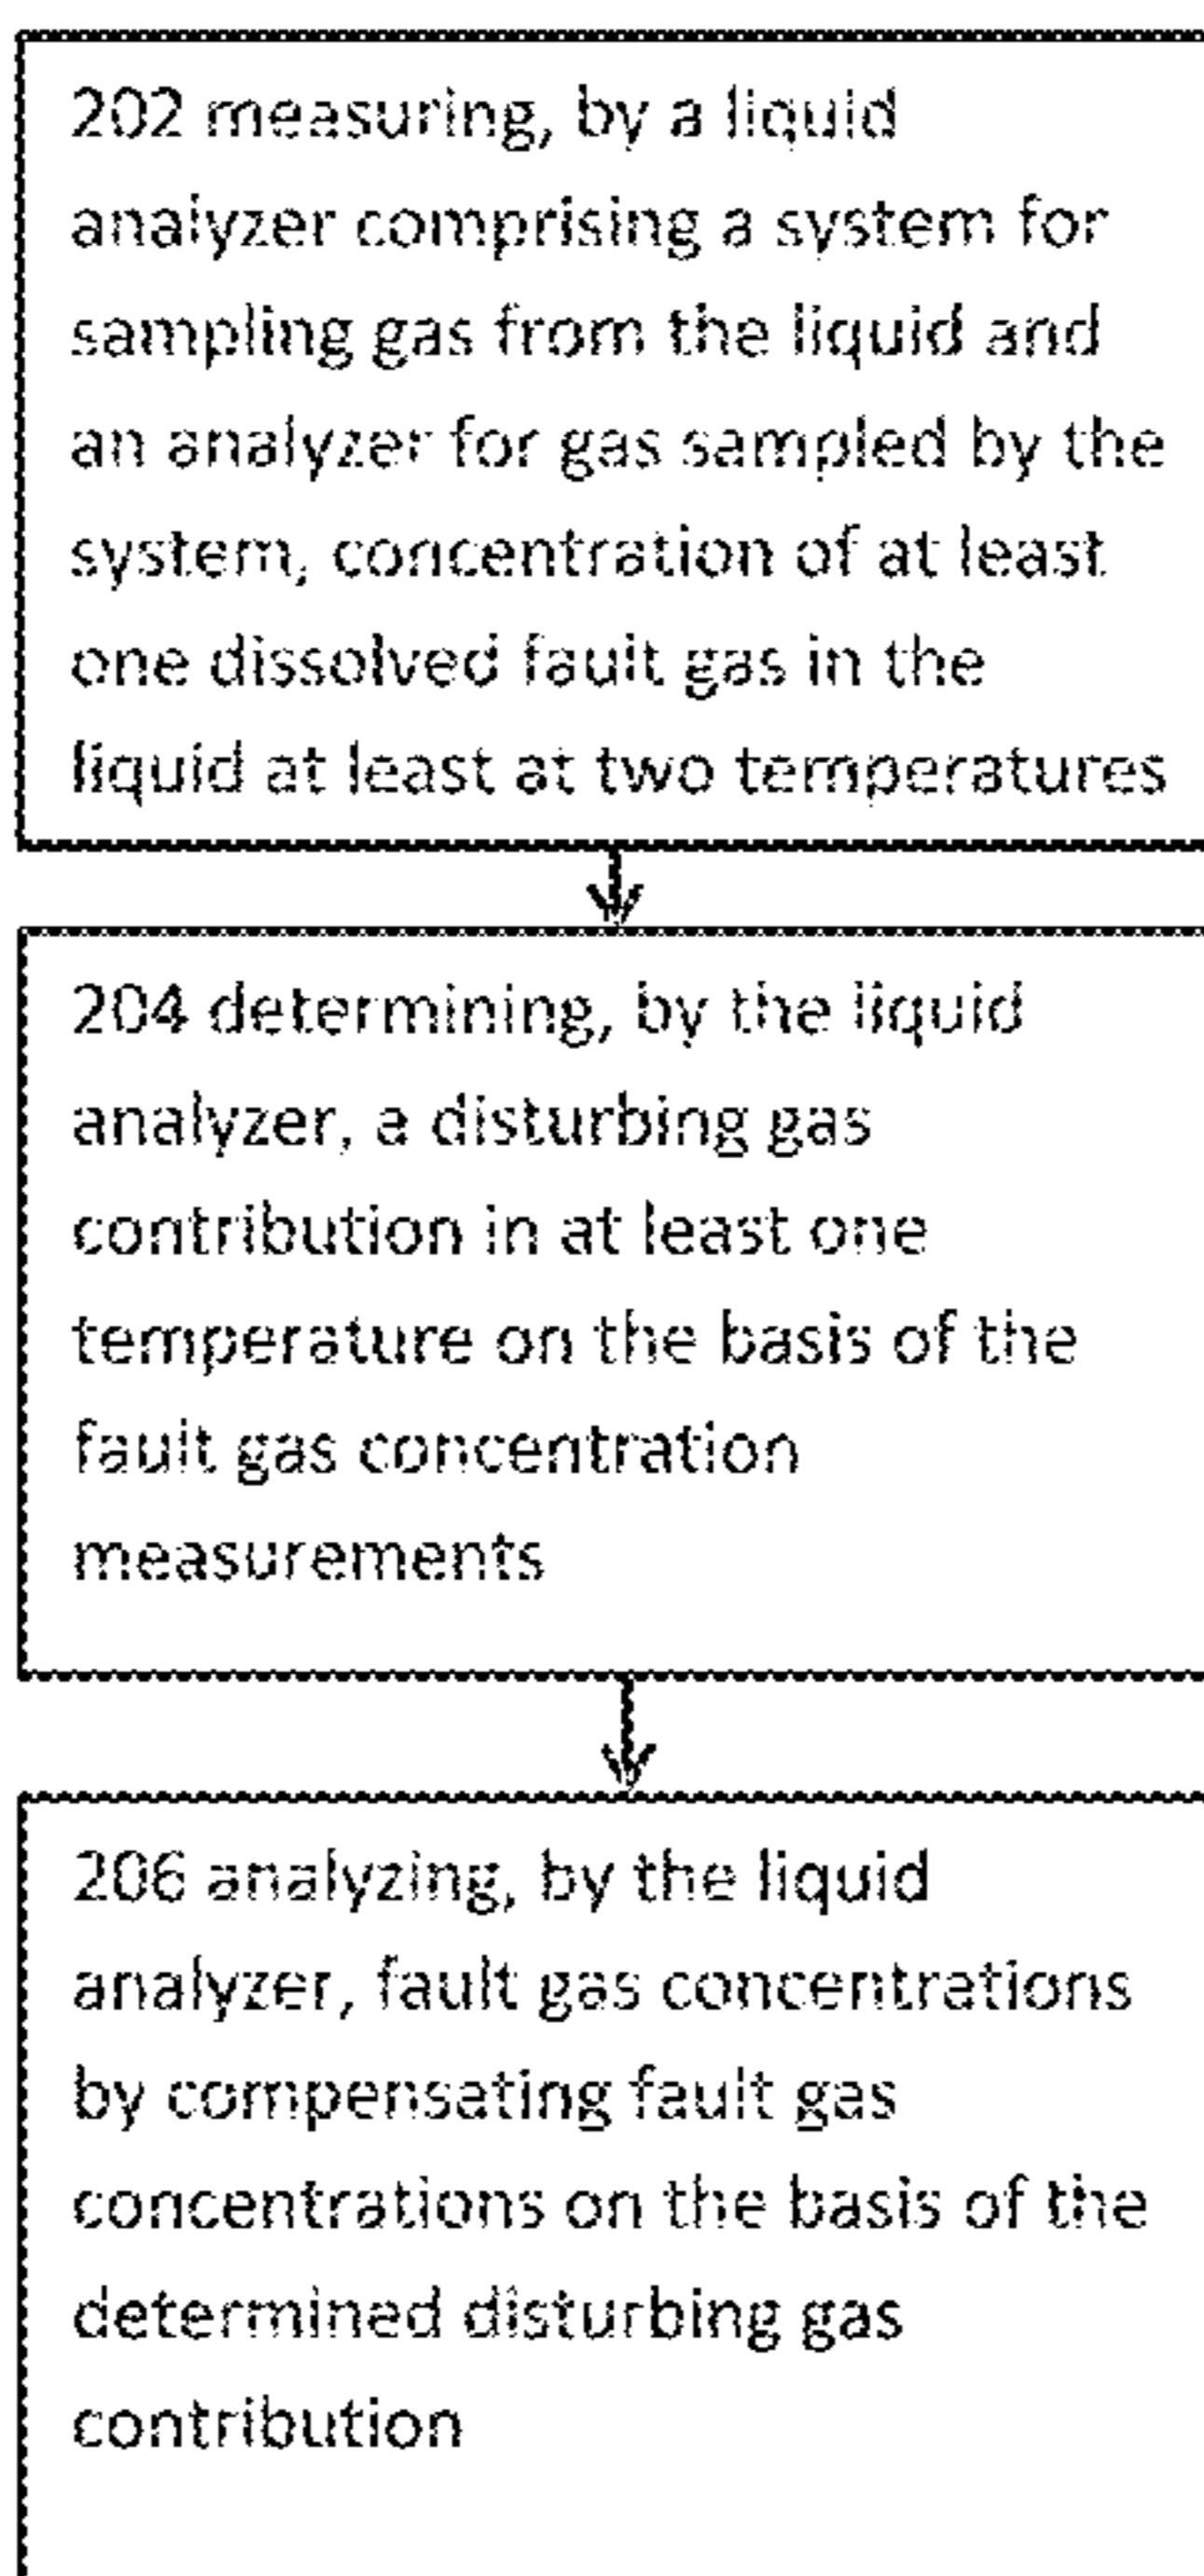 202 measuring, by a liquid
analyzer comprising a system for
sampling gas from the liquid and
an analyzer for gas sampled by the
system, concentration of at least
one dissolved fault gas in the
liquid at least at two temperatures
204 determining, by the liquid
analyzer, a disturbing gas
contribution in at least one
temperature on the basis of the
fault gas concentration
measurements
206 analyzing, by the liquid
analyzer, fault gas concentrations
by compensating fault gas
concentrations on the basis of the
determined disturbing gas
contribution